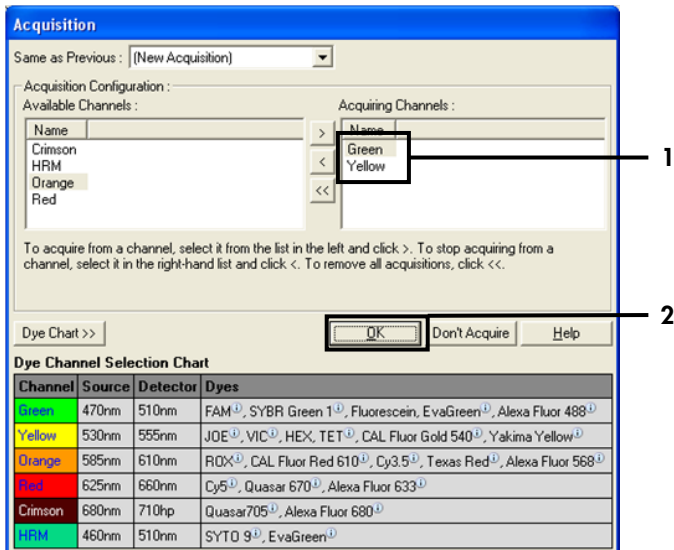 Acquisition
Same as Previous : (New Acquisition)
Acquisition Configuration :
Available Channels :
Acquiring Channels :
Name
Crimson
HRM
Orange
Red
>
<
<<
Name
Green
Yellow
1
To acquire from a channel, select it from the list in the left and click >. To stop acquiring from a
channel, select it in the right-hand list and click <. To remove all acquisitions, click <<.
Dye Chart >> OK Don't Acquire Help
2
Dye Channel Selection Chart
Channel Source Detector Dyes
Green 470nm 510nm FAM, SYBR Green 1, Fluorescein, EvaGreen, Alexa Fluor 488
Yellow 530nm 555nm JOE, VIC, HEX, TET, CAL Fluor Gold 540, Yakima Yellow
Orange 585nm 610nm ROX, CAL Fluor Red 610, Cy3.5, Texas Red, Alexa Fluor 568
Red 625nm 660nm Cy5, Quasar 670, Alexa Fluor 633
Crimson 680nm 710hp Quasar705, Alexa Fluor 680
HRM 460nm 510nm SYTO 9, EvaGreen